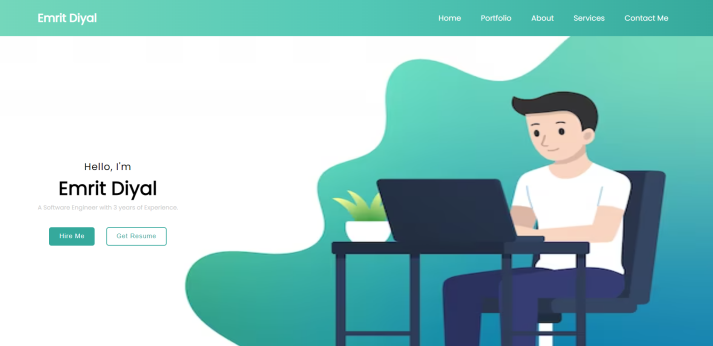 Emrit Diyal
Home Portfolio About Services Contact Me
Hello, I'm
Emrit Diyal
A Software Engineer with 3 years of Experience.
Hire Me Get Resume